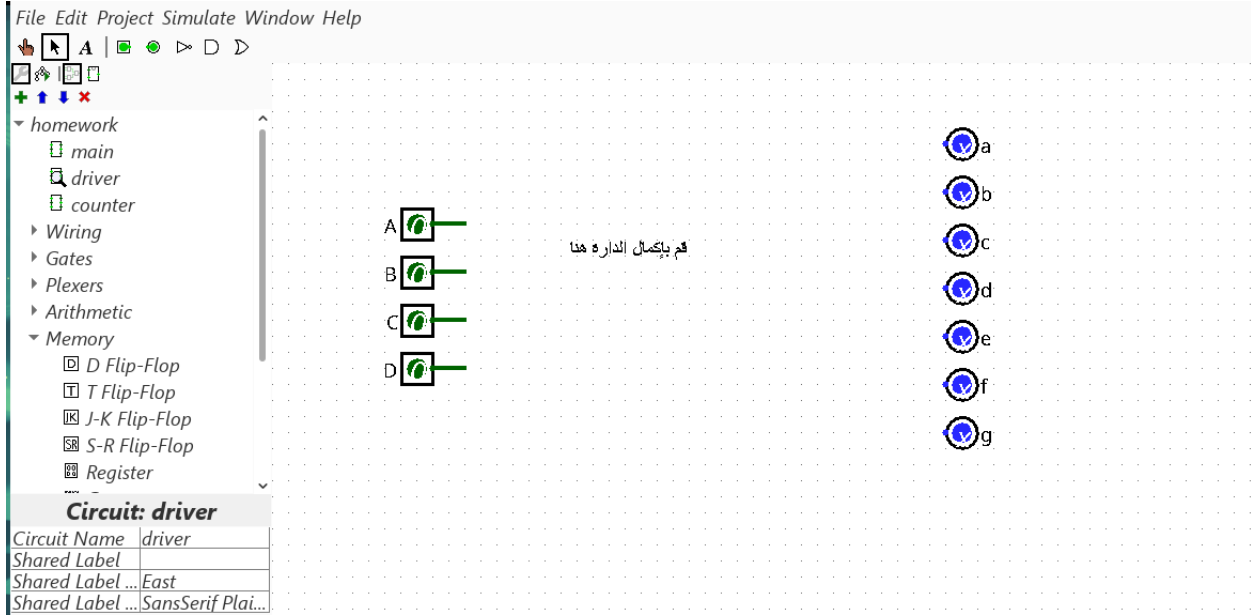 File Edit Project Simulate Window Help
A
homework
main
driver
counter
Wiring
Gates
Plexers
Arithmetic
Memory
D D Flip-Flop
T T Flip-Flop
JK J-K Flip-Flop
SR S-R Flip-Flop
Register
Circuit: driver
Circuit Name driver
Shared Label
Shared Label ... East
Shared Label ... SansSerif Plai...
A
B
C
D
قم بإكمال الدارة هنا
a
b
c
d
e
f
g